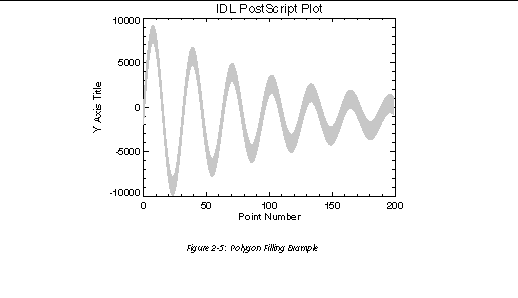 IDL PostScript Plot
10000
5000
0
-5000
-10000
Y Axis Title
0 50 100 150 200
Point Number
Figure 2-5: Polygon Filling Example